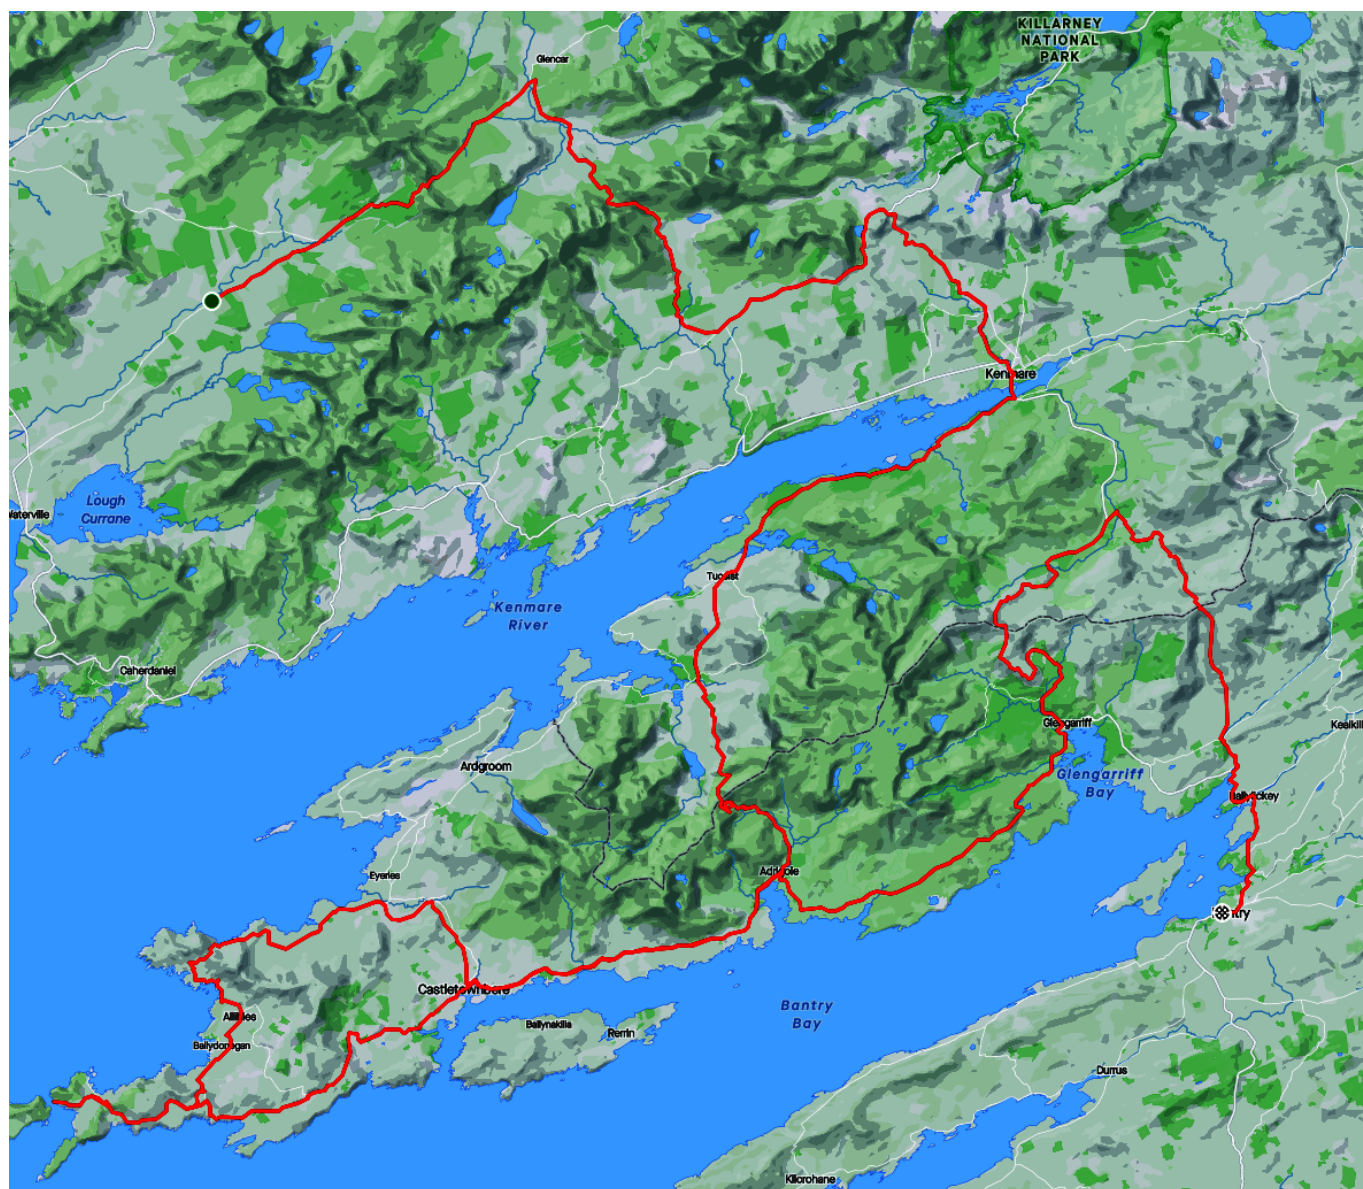 KILLARNEY
NATIONAL
PARK
Glencar
Kenmare
Lough
Currane
Waterville
Tuosist
Kenmare
River
Caherdaniel
Glengarriff
Kealkill
Ardgroom
Glengarriff
Bay
Ballylickey
Adrigole
Eyeries
Bantry
Castletownbere
Bantry
Bay
Allihies
Ballynakilla
Rerrin
Ballydonegan
Durrus
Kilcrohane